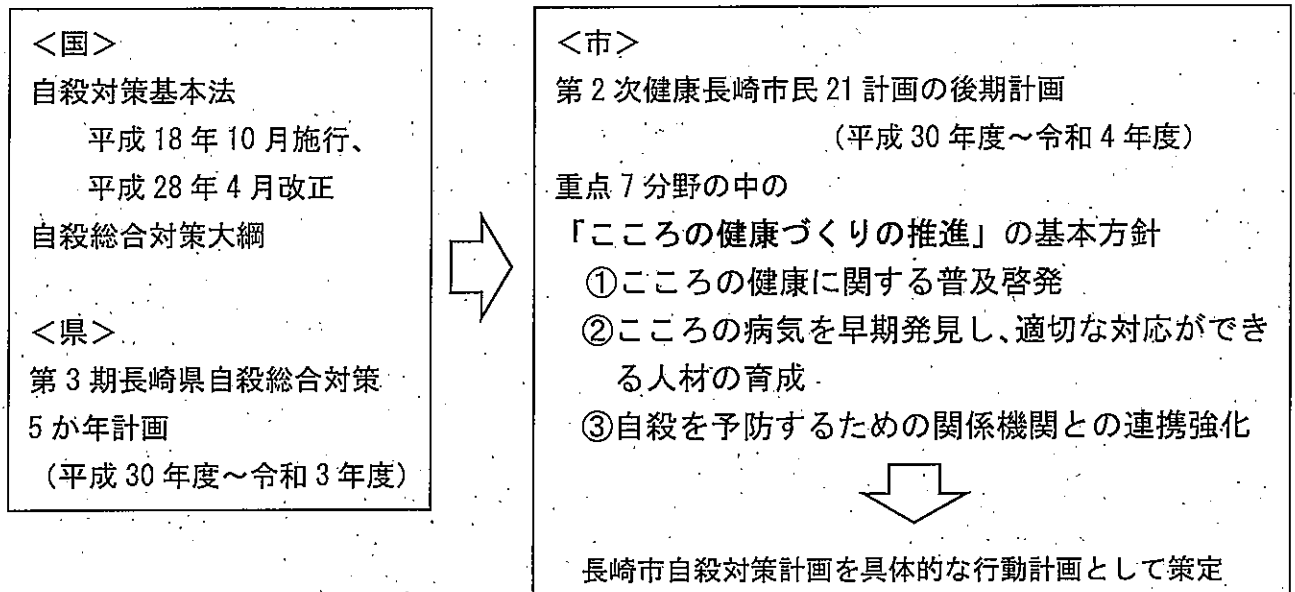 <国>
自殺対策基本法
平成18年10月施行、
平成28年4月改正
自殺総合対策大綱
<県>
第3期長崎県自殺総合対策
5か年計画
(平成30年度~令和3年度)
<市>
第2次健康長崎市民21計画の後期計画
(平成30年度~令和4年度)
重点7分野の中の
「こころの健康づくりの推進」の基本方針
①こころの健康に関する普及啓発
②こころの病気を早期発見し、適切な対応ができ
る人材の育成
③自殺を予防するための関係機関との連携強化
長崎市自殺対策計画を具体的な行動計画として策定